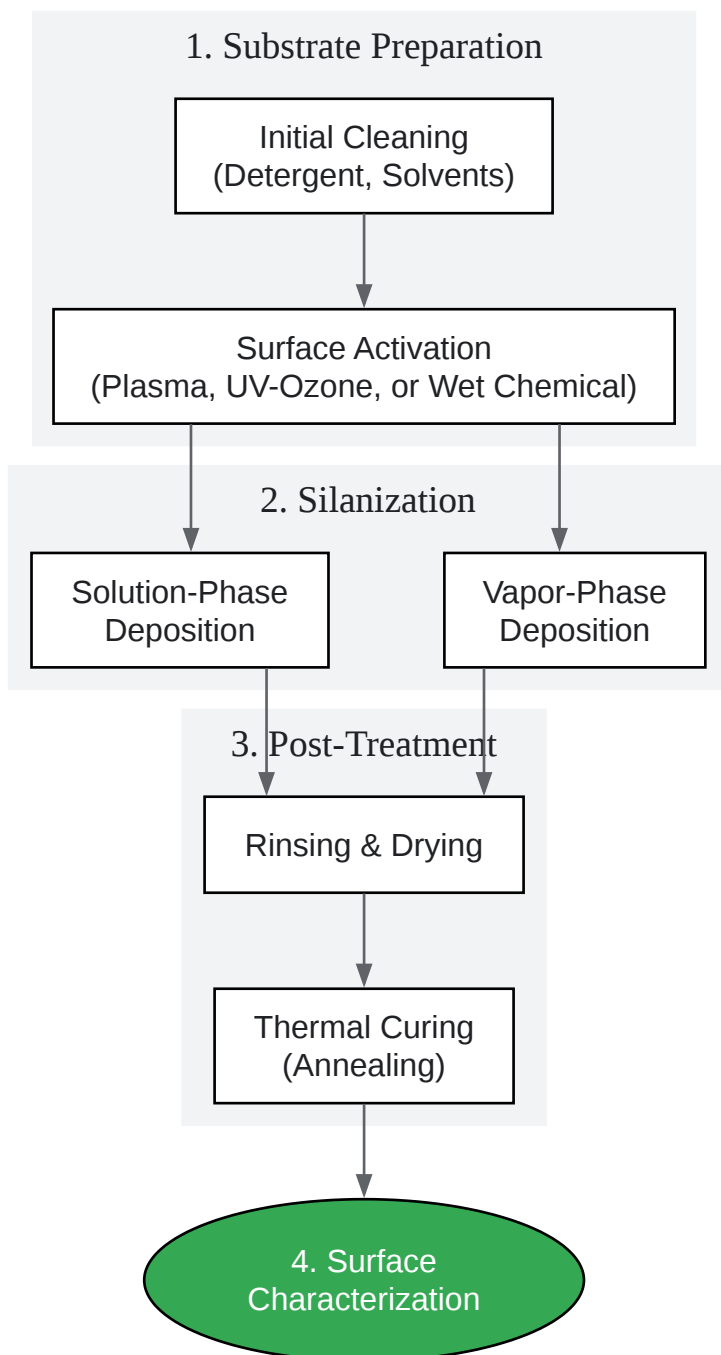 1. Substrate Preparation
Initial Cleaning
(Detergent, Solvents)
Surface Activation
(Plasma, UV-Ozone, or Wet Chemical)
2. Silanization
Solution-Phase
Deposition
Vapor-Phase
Deposition
3. Post-Treatment
Rinsing & Drying
Thermal Curing
(Annealing)
4. Surface
Characterization